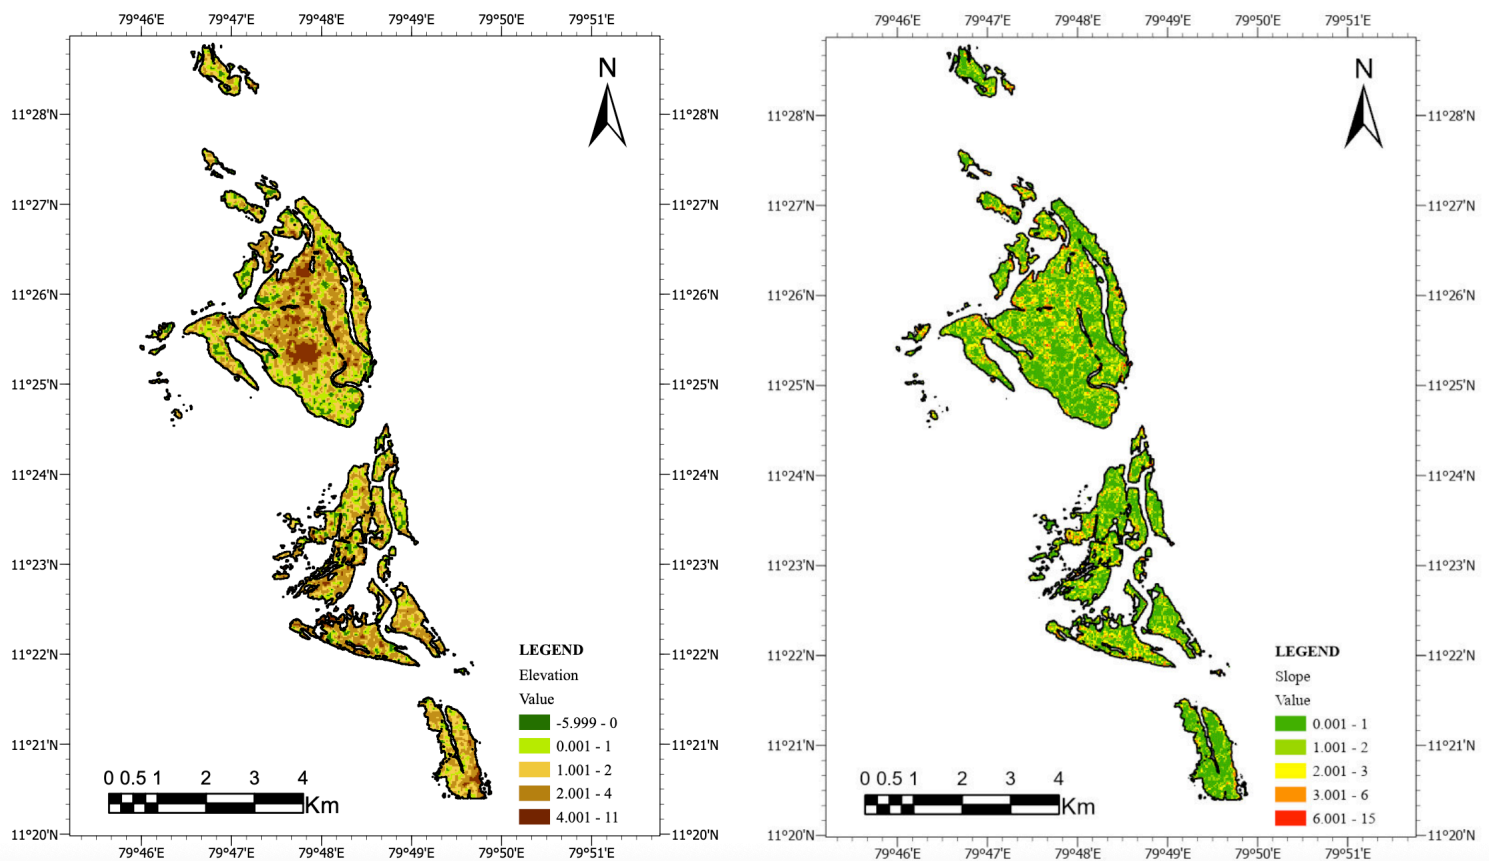 79°46'E 79°47'E 79°48'E 79°49'E 79°50'E 79°51'E
N
11°28'N 11°28'N
11°27'N 11°27'N
11°26'N 11°26'N
11°25'N 11°25'N
11°24'N 11°24'N
11°23'N 11°23'N
11°22'N 11°22'N
LEGEND
Elevation
Value
-5.999 - 0
0.001 - 1
1.001 - 2
2.001 - 4
4.001 - 11
11°21'N 11°21'N
0 0.5 1 2 3 4
Km
11°20'N 11°20'N
79°46'E 79°47'E 79°48'E 79°49'E 79°50'E 79°51'E
79°46'E 79°47'E 79°48'E 79°49'E 79°50'E 79°51'E
N
11°28'N 11°28'N
11°27'N 11°27'N
11°26'N 11°26'N
11°25'N 11°25'N
11°24'N 11°24'N
11°23'N 11°23'N
11°22'N 11°22'N
LEGEND
Slope
Value
0.001 - 1
1.001 - 2
2.001 - 3
3.001 - 6
6.001 - 15
11°21'N 11°21'N
0 0.5 1 2 3 4
Km
11°20'N 11°20'N
79°46'E 79°47'E 79°48'E 79°49'E 79°50'E 79°51'E